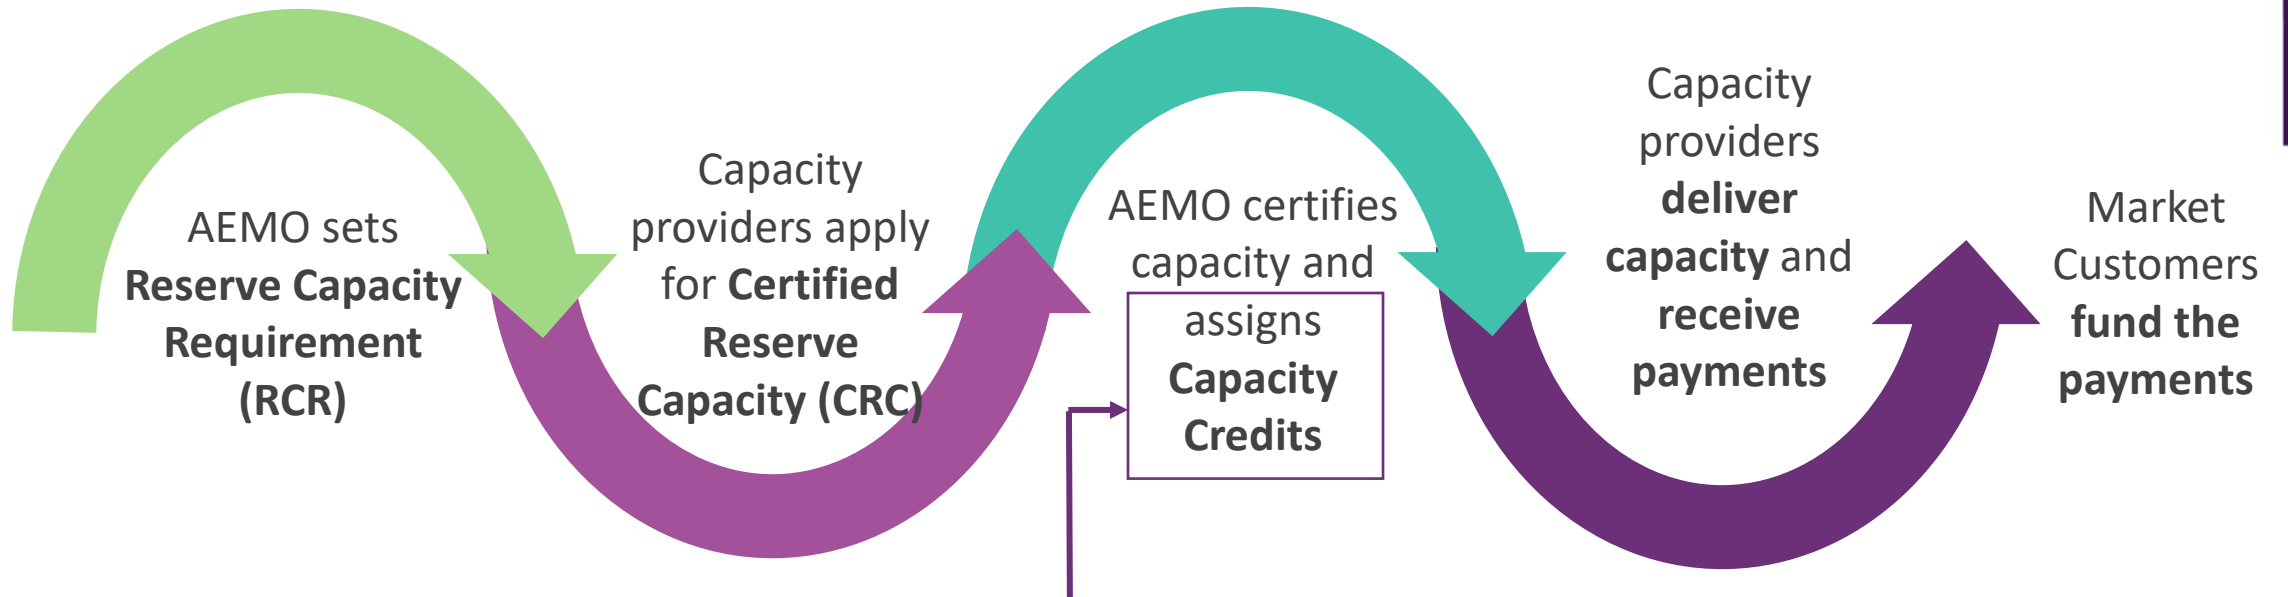 AEMO sets
Reserve Capacity
Requirement
(RCR)
Capacity
providers apply
for Certified
Reserve
Capacity (CRC)
AEMO certifies
capacity and
assigns
Capacity
Credits
Capacity
providers
deliver
capacity and
receive
payments
Market
Customers
fund the
payments